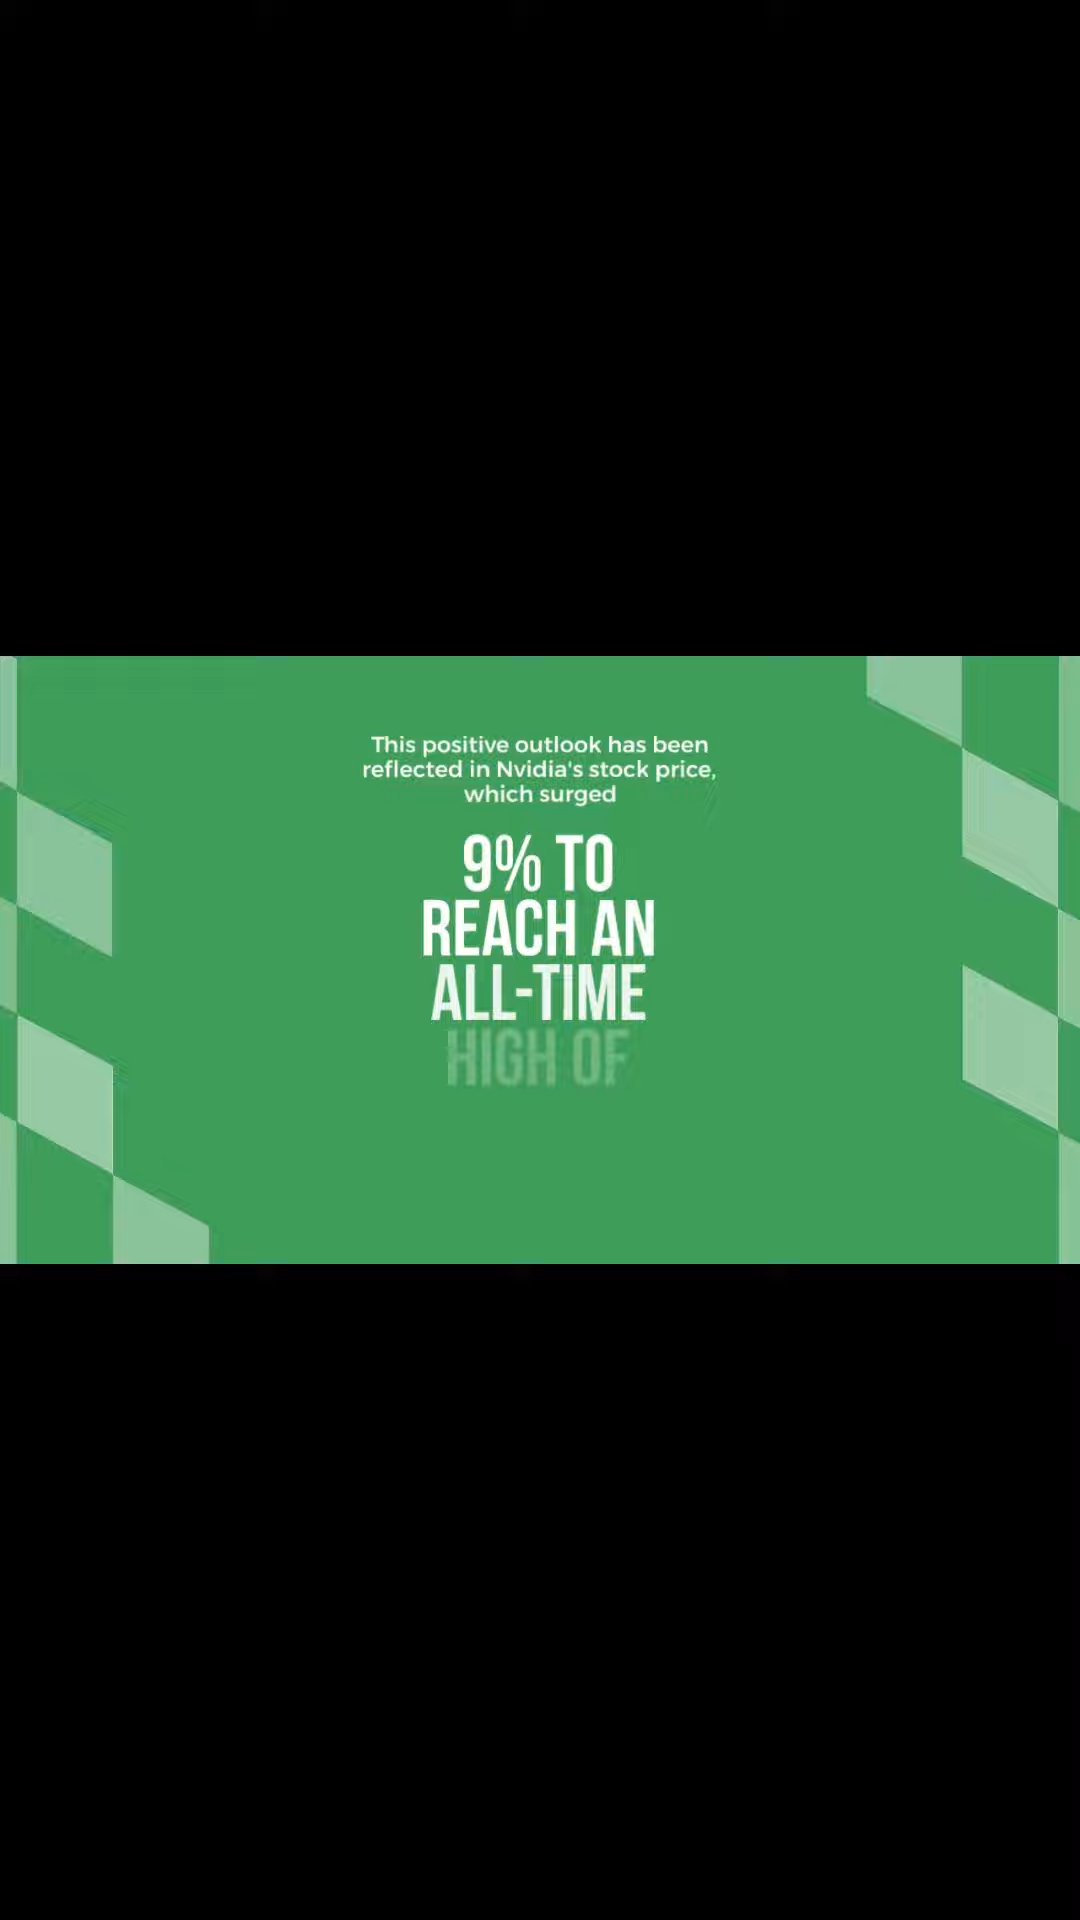 This positive outlook has been
reflected in Nvidia's stock price,
which surged
9% TO
REACH AN
ALL-TIME
HIGH OF